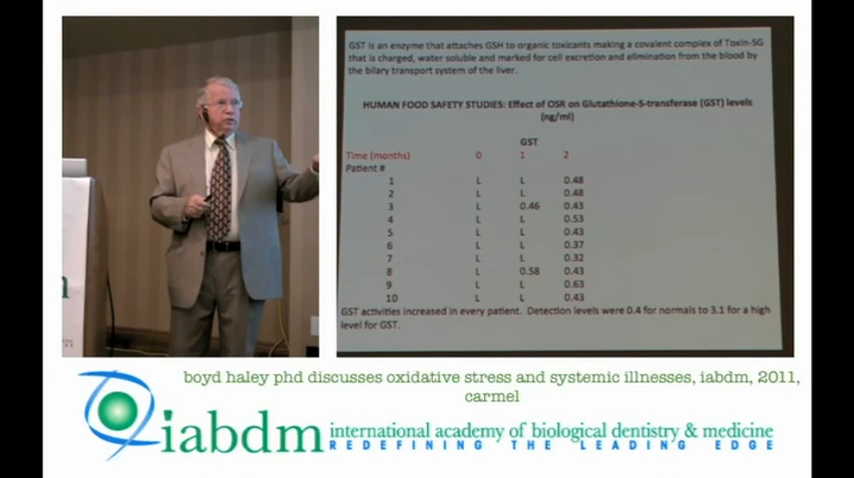 GST is an enzyme that attaches GSH to organic toxicants making a covalent complex of Toxin-SG
that is charged, water soluble and marked for cell excretion and elimination from the blood by
the bilary transport system of the liver.
HUMAN FOOD SAFETY STUDIES: Effect of OSR on Glutathione-S-transferase (GST) levels
(ng/ml)
GST
Time (months) 0 1 2
Patient #
1 L L 0.48
2 L L 0.48
3 L 0.46 0.43
4 L L 0.53
5 L L 0.43
6 L L 0.37
7 L L 0.32
8 L 0.58 0.43
9 L L 0.63
10 L L 0.43
GST activities increased in every patient. Detection levels were 0.4 for normals to 3.1 for a high
level for GST.
boyd haley phd discusses oxidative stress and systemic illnesses, iabdm, 2011,
carmel
iabdm international academy of biological dentistry & medicine
REDEFINING THE LEADING EDGE